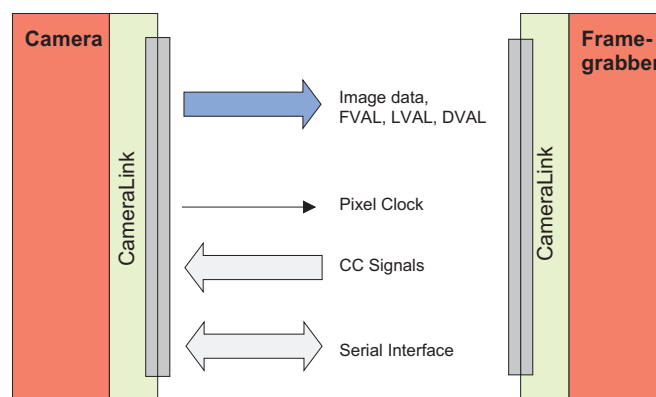 Camera
Frame-
grabber
CameraLink
Image data,
FVAL, LVAL, DVAL
Pixel Clock
CC Signals
Serial Interface
CameraLink